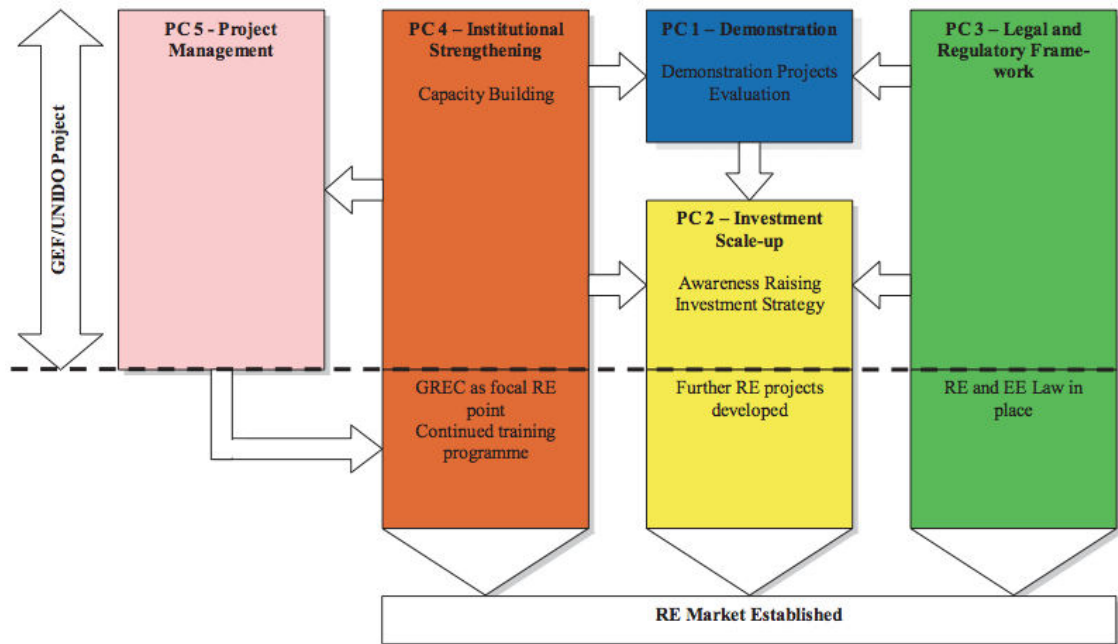 GEF/UNIDO Project
PC 5 - Project
Management
PC 4 – Institutional
Strengthening
Capacity Building
PC 1 – Demonstration
Demonstration Projects
Evaluation
PC 3 – Legal and
Regulatory Frame-
work
PC 2 – Investment
Scale-up
Awareness Raising
Investment Strategy
GREC as focal RE
point
Continued training
programme
Further RE projects
developed
RE and EE Law in
place
RE Market Established